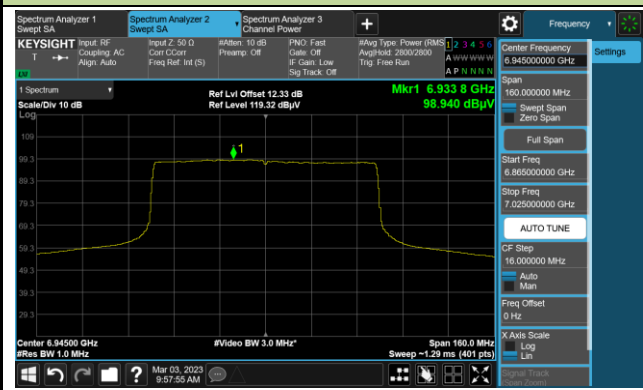 Spectrum Analyzer 1
Swept SA
Spectrum Analyzer 2
Swept SA
Spectrum Analyzer 3
Channel Power
Frequency
KEYSIGHT
T
LXI
Input: RF
Coupling: AC
Align: Auto
Input Z: 50 Ω
Corr CCorr
Freq Ref: Int (S)
#Atten: 10 dB
Preamp: Off
PNO: Fast
Gate: Off
IF Gain: Low
Sig Track: Off
#Avg Type: Power (RMS
Avg|Hold: 2800/2800
Trig: Free Run
1 2 3 4 5 6
A W W W W W
A P N N N N
1 Spectrum
Scale/Div 10 dB
Log
Ref Lvl Offset 12.33 dB
Ref Level 119.32 dBµV
Mkr1 6.933 8 GHz
98.940 dBµV
1
109
99.3
89.3
79.3
69.3
59.3
49.3
39.3
29.3
Center 6.94500 GHz
#Res BW 1.0 MHz
#Video BW 3.0 MHz*
Span 160.0 MHz
Sweep ~1.29 ms (401 pts)
Center Frequency
6.945000000 GHz
Settings
Span
160.000000 MHz
Swept Span
Zero Span
Full Span
Start Freq
6.865000000 GHz
Stop Freq
7.025000000 GHz
AUTO TUNE
CF Step
16.000000 MHz
Auto
Man
Freq Offset
0 Hz
X Axis Scale
Log
Lin
Signal Track
(Span Zoom)
?
Mar 03, 2023
9:57:55 AM